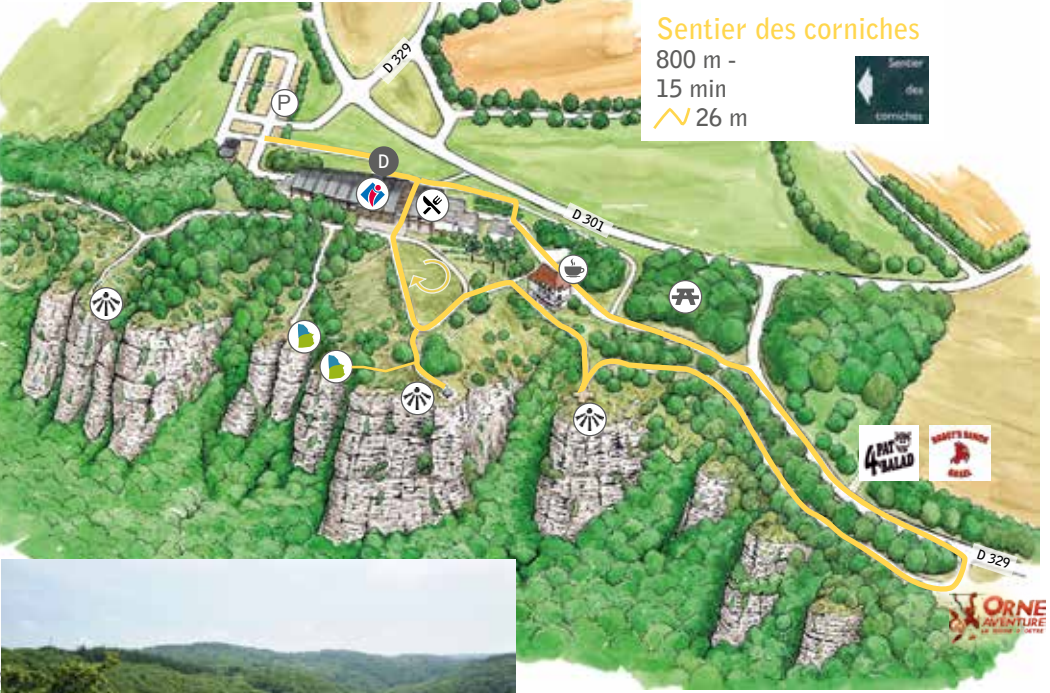 Sentier des corniches
800 m -
15 min
26 m
Sentier
des
corniches
D 329
P
D
D 301
4 PAT
BALAD
D 329
ORNE
AVENTURE